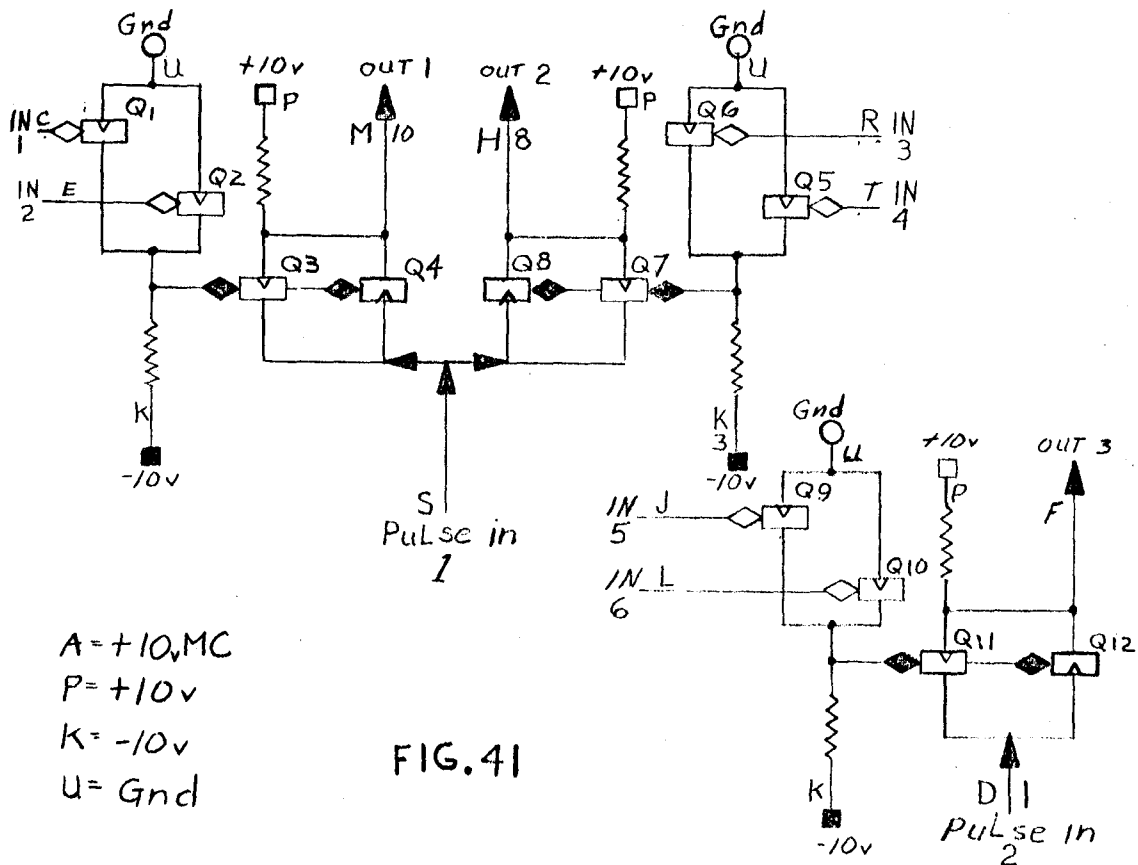 Gnd
U
+10v
P
OUT 1
M 10
OUT 2
H 8
+10v
P
Gnd
U
IN C
1
Q1
IN E
2
Q2
Q3
Q4
Q8
Q7
Q6
R IN
3
Q5
T IN
4
K
-10v
K
3
-10v
S
PuLse in
1
Gnd
U
IN J
5
Q9
IN L
6
Q10
+10v
P
OUT 3
F
Q11
Q12
K
-10v
D 1
PuLse in
2
A = +10vMC
P = +10v
K = -10v
U = Gnd
FIG. 41